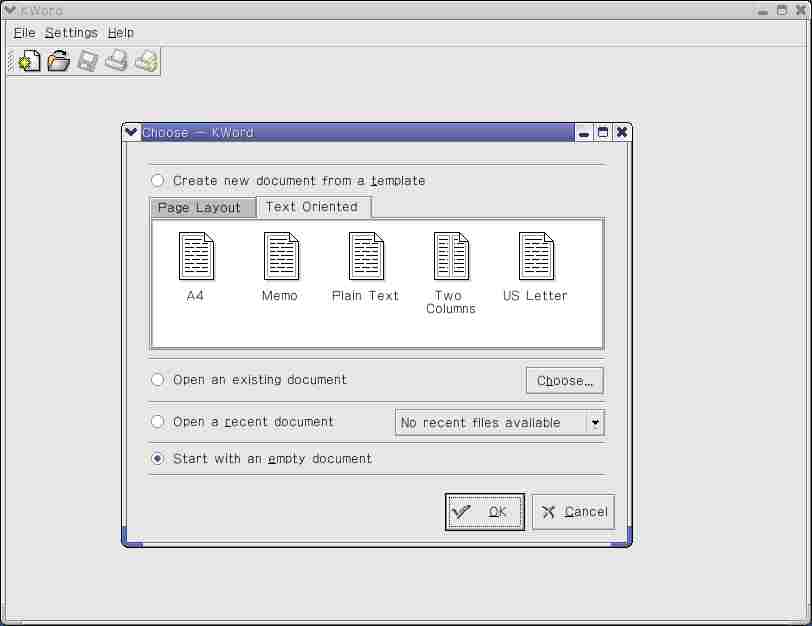 KWord
File Settings Help
Choose — KWord
Create new document from a template
Page Layout Text Oriented
A4 Memo Plain Text Two Columns US Letter
Open an existing document Choose...
Open a recent document No recent files available
Start with an empty document
OK Cancel